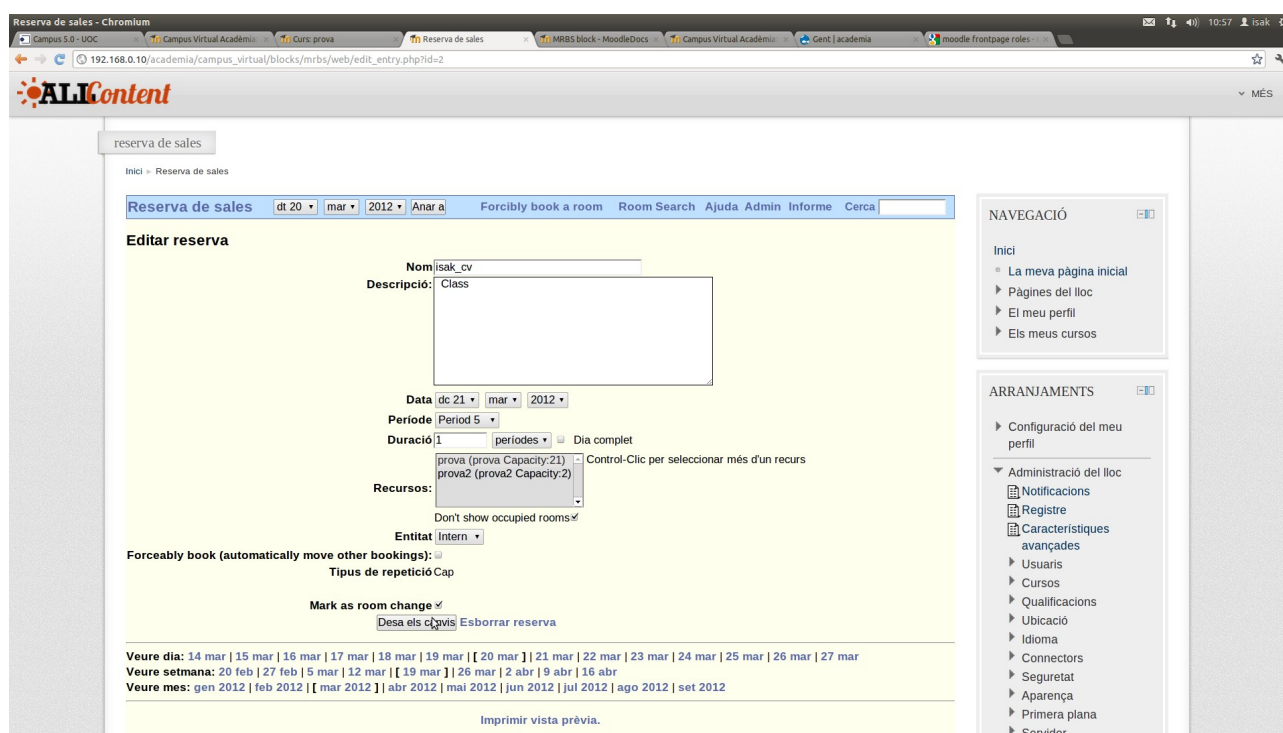 Reserva de sales - Chromium
10:57 isak
Campus 5.0 - UOC
Campus Virtual Acadèmia
Curs: prova
Reserva de sales
MRBS block - MoodleDocs
Campus Virtual Acadèmia
Gent | academia
moodle frontpage roles -
192.168.0.10/academia/campus_virtual/blocks/mrbs/web/edit_entry.php?id=2
ALIContent
MÉS
reserva de sales
Inici ► Reserva de sales
Reserva de sales dt 20 mar 2012 Anar a Forcibly book a room Room Search Ajuda Admin Informe Cerca
Editar reserva
Nom isak_cv
Descripció: Class
Data dc 21 mar 2012
Període Period 5
Duració 1 períodes Dia complet
Recursos: prova (prova Capacity:21) Control-Clic per seleccionar més d'un recurs
prova2 (prova2 Capacity:2)
Don't show occupied rooms
Entitat Intern
Forceably book (automatically move other bookings):
Tipus de repetició Cap
Mark as room change
Desa els canvis Esborrar reserva
Veure dia: 14 mar | 15 mar | 16 mar | 17 mar | 18 mar | 19 mar | [ 20 mar ] | 21 mar | 22 mar | 23 mar | 24 mar | 25 mar | 26 mar | 27 mar
Veure setmana: 20 feb | 27 feb | 5 mar | 12 mar | [ 19 mar ] | 26 mar | 2 abr | 9 abr | 16 abr
Veure mes: gen 2012 | feb 2012 | [ mar 2012 ] | abr 2012 | mai 2012 | jun 2012 | jul 2012 | ago 2012 | set 2012
Imprimir vista prèvia.
NAVEGACIÓ
Inici
La meva pàgina inicial
Pàgines del lloc
El meu perfil
Els meus cursos
ARRANJAMENTS
Configuració del meu
perfil
Administració del lloc
Notificacions
Registre
Característiques
avançades
Usuaris
Cursos
Qualificacions
Ubicació
Idioma
Connectors
Seguretat
Aparença
Primera plana
Servidor